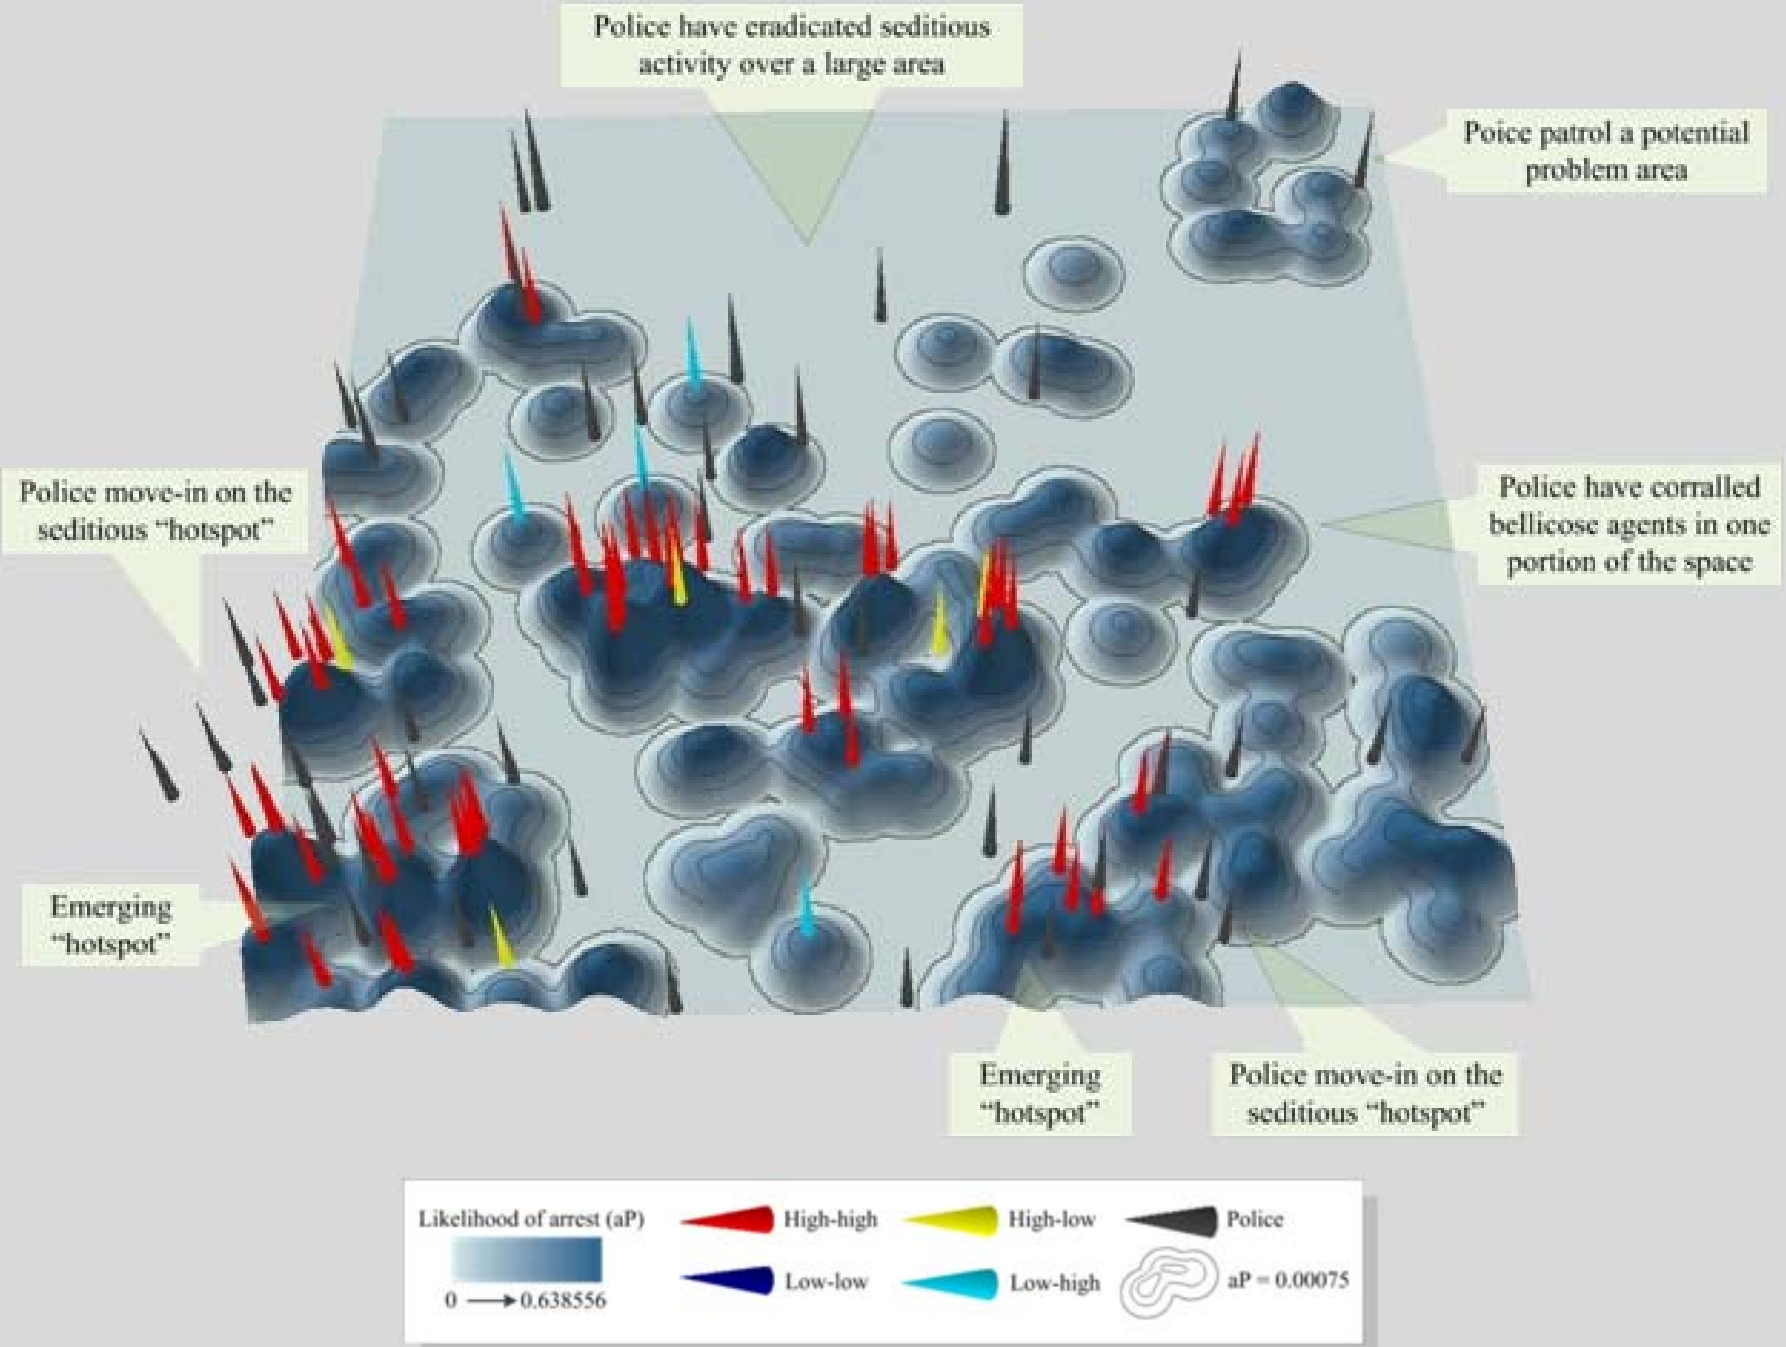 Police have eradicated seditious
activity over a large area
Poice patrol a potential
problem area
Police move-in on the
seditious “hotspot”
Police have corralled
bellicose agents in one
portion of the space
Emerging
“hotspot”
Emerging
“hotspot”
Police move-in on the
seditious “hotspot”
Likelihood of arrest (aP)
0 0.638556
High-high
High-low
Police
Low-low
Low-high
aP = 0.00075